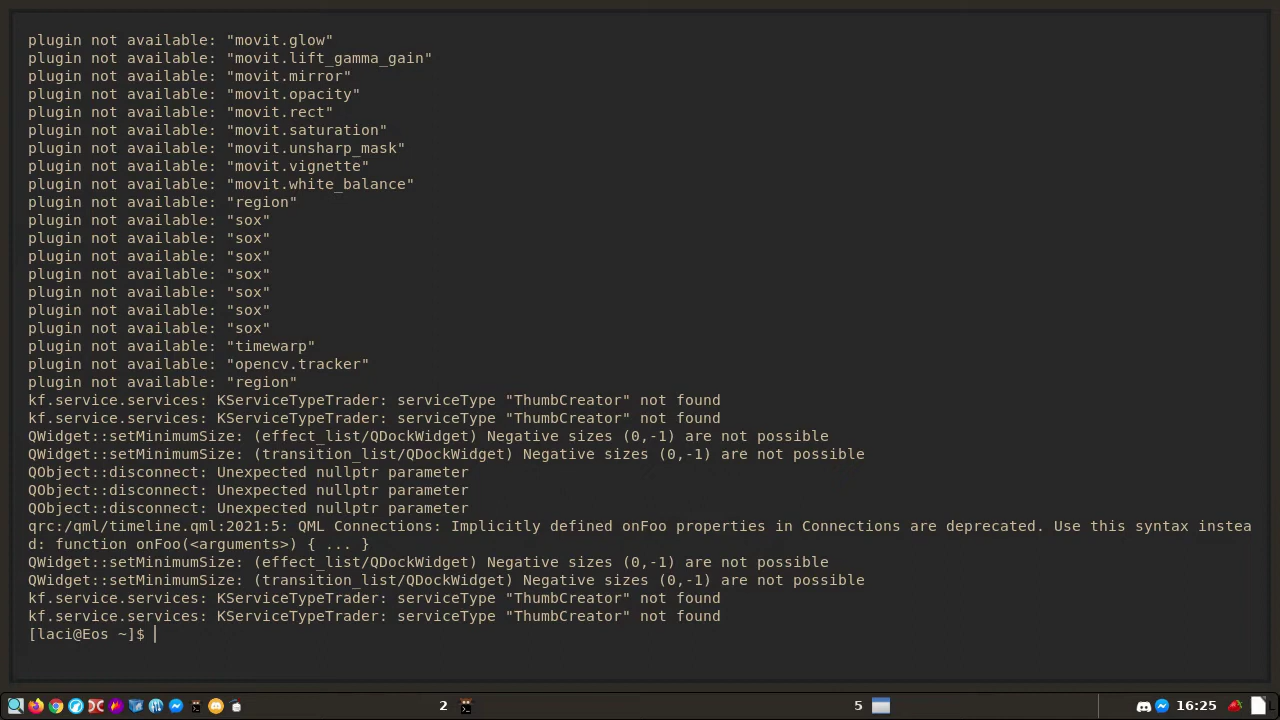 plugin not available: "movit.glow"
plugin not available: "movit.lift_gamma_gain"
plugin not available: "movit.mirror"
plugin not available: "movit.opacity"
plugin not available: "movit.rect"
plugin not available: "movit.saturation"
plugin not available: "movit.unsharp_mask"
plugin not available: "movit.vignette"
plugin not available: "movit.white_balance"
plugin not available: "region"
plugin not available: "sox"
plugin not available: "sox"
plugin not available: "sox"
plugin not available: "sox"
plugin not available: "sox"
plugin not available: "sox"
plugin not available: "sox"
plugin not available: "timewarp"
plugin not available: "opencv.tracker"
plugin not available: "region"
kf.service.services: KServiceTypeTrader: serviceType "ThumbCreator" not found
kf.service.services: KServiceTypeTrader: serviceType "ThumbCreator" not found
QWidget::setMinimumSize: (effect_list/QDockWidget) Negative sizes (0,-1) are not possible
QWidget::setMinimumSize: (transition_list/QDockWidget) Negative sizes (0,-1) are not possible
QObject::disconnect: Unexpected nullptr parameter
QObject::disconnect: Unexpected nullptr parameter
QObject::disconnect: Unexpected nullptr parameter
qrc:/qml/timeline.qml:2021:5: QML Connections: Implicitly defined onFoo properties in Connections are deprecated. Use this syntax instea
d: function onFoo(<arguments>) { ... }
QWidget::setMinimumSize: (effect_list/QDockWidget) Negative sizes (0,-1) are not possible
QWidget::setMinimumSize: (transition_list/QDockWidget) Negative sizes (0,-1) are not possible
kf.service.services: KServiceTypeTrader: serviceType "ThumbCreator" not found
kf.service.services: KServiceTypeTrader: serviceType "ThumbCreator" not found
[laci@Eos ~]$
2 5 16:25